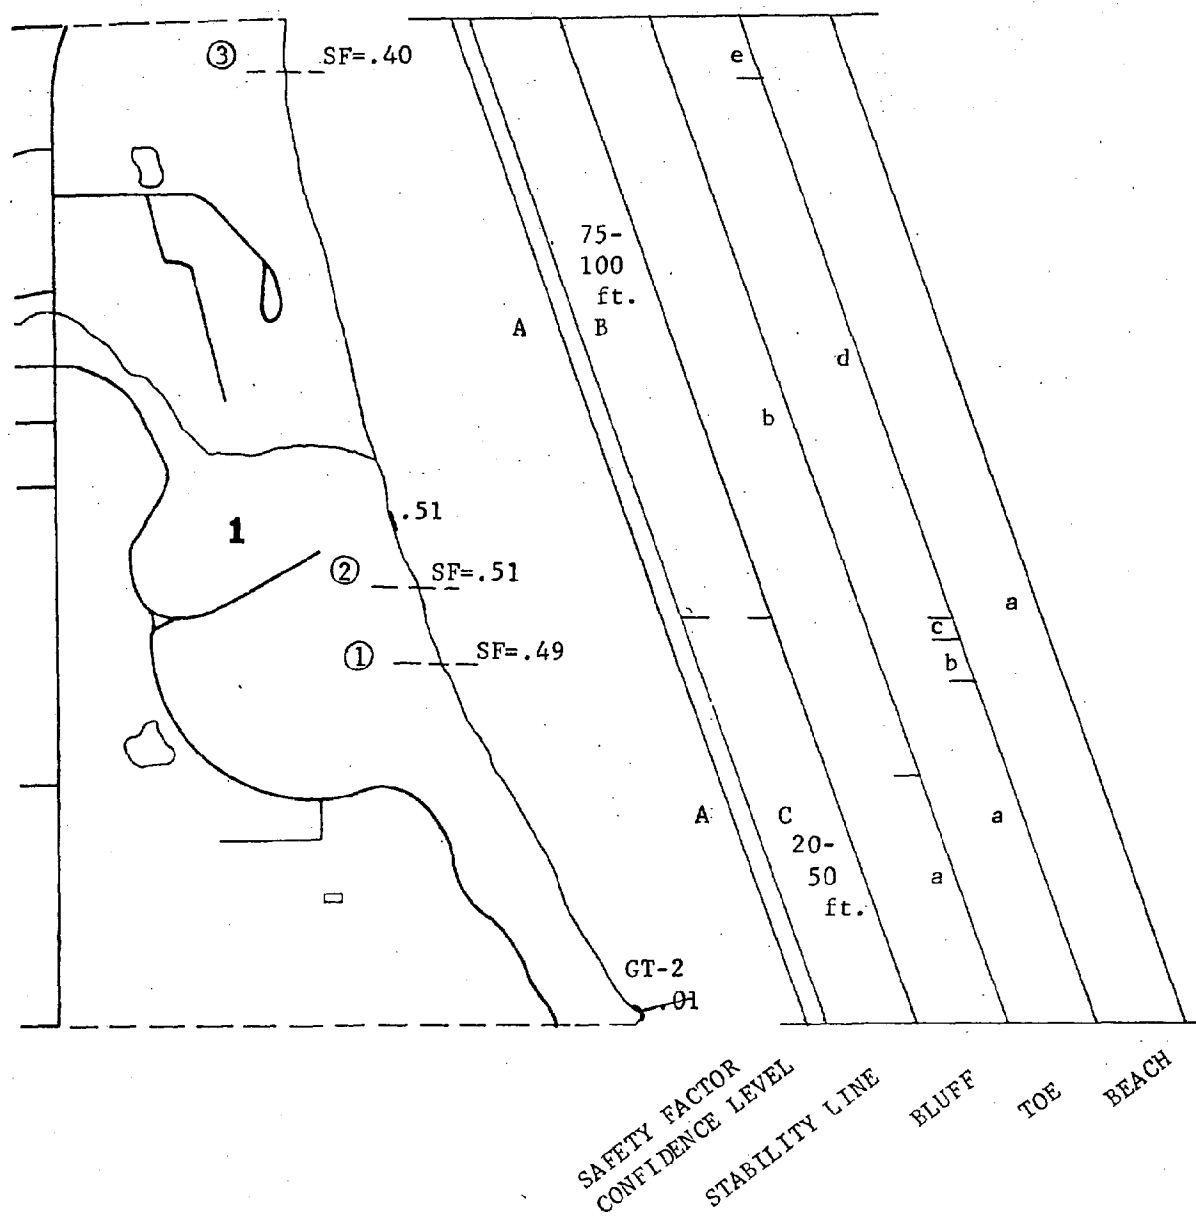 ③ SF=.40
e
75-
100
ft.
A B
d
b
.51
1
② SF=.51
① SF=.49
a
c
b
A C
20-
50
ft.
a
a
GT-2
.01
SAFETY FACTOR
CONFIDENCE LEVEL
STABILITY LINE
BLUFF
TOE
BEACH